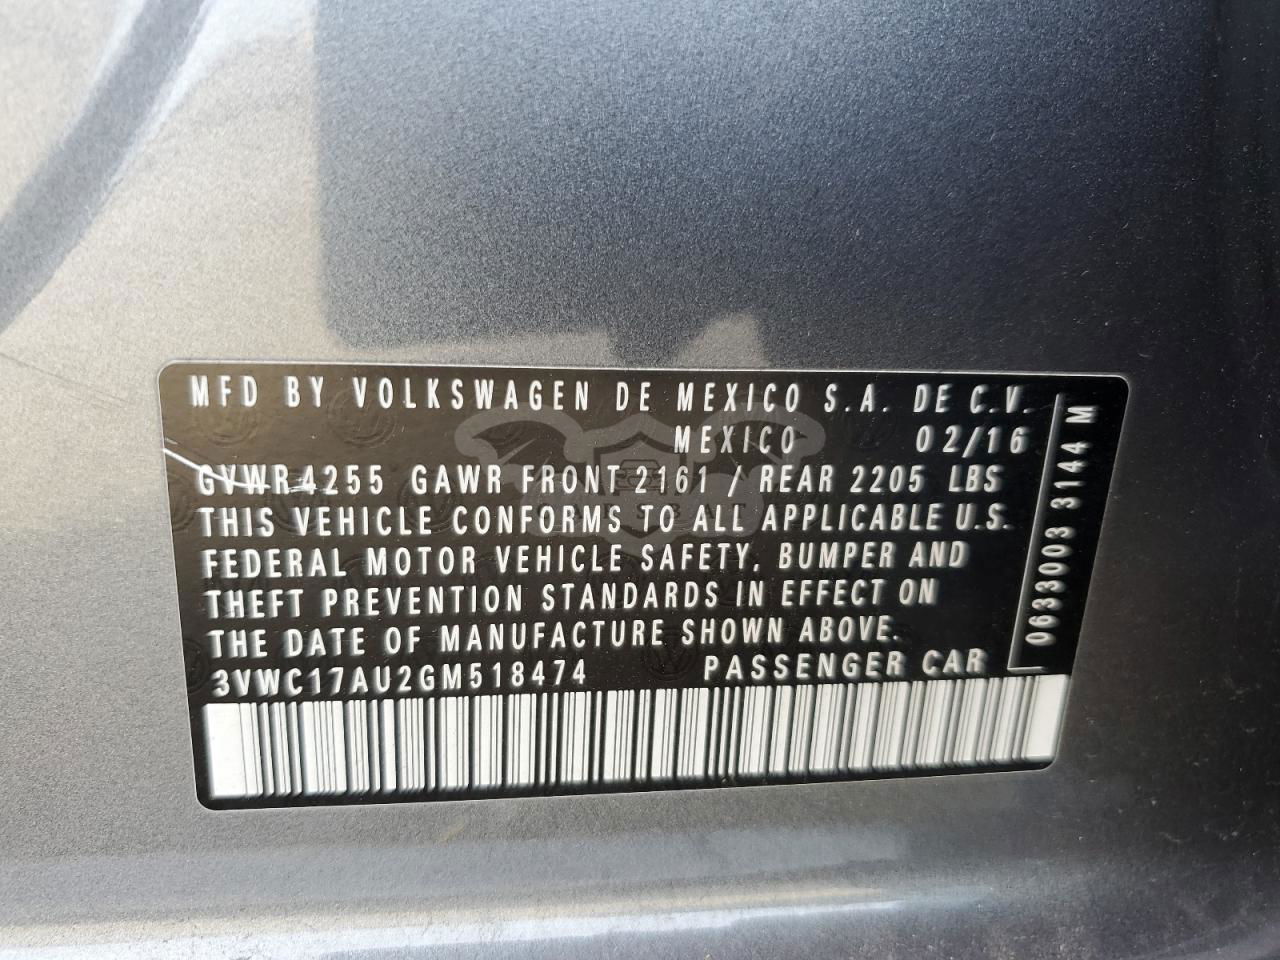 MFD BY VOLKSWAGEN DE MEXICO S.A. DE C.V.
MEXICO 02/16
GVWR 4255 GAWR FRONT 2161 / REAR 2205 LBS
THIS VEHICLE CONFORMS TO ALL APPLICABLE U.S.
FEDERAL MOTOR VEHICLE SAFETY, BUMPER AND
THEFT PREVENTION STANDARDS IN EFFECT ON
THE DATE OF MANUFACTURE SHOWN ABOVE.
3VWC17AU2GM518474 PASSENGER CAR
0633003 3144 M